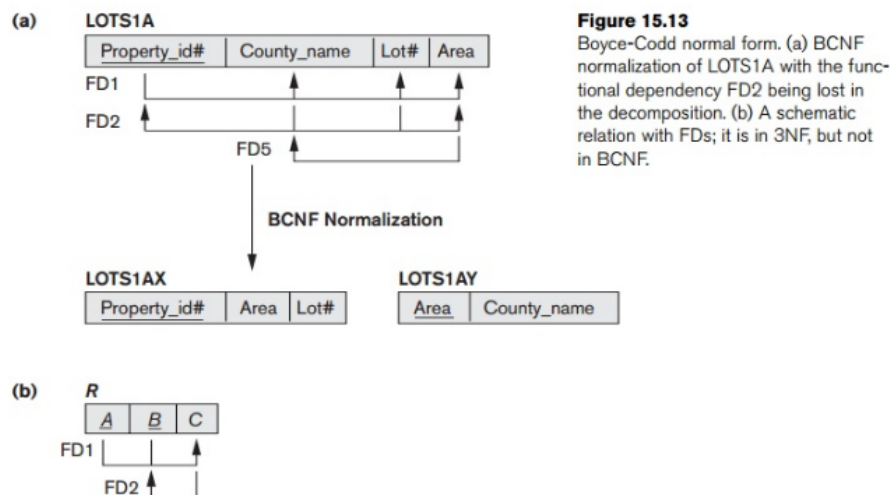 (a)
LOTS1A
Property_id# County_name Lot# Area
FD1
FD2
FD5
BCNF Normalization
LOTS1AX
Property_id# Area Lot#
LOTS1AY
Area County_name
Figure 15.13
Boyce-Codd normal form. (a) BCNF
normalization of LOTS1A with the func-
tional dependency FD2 being lost in
the decomposition. (b) A schematic
relation with FDs; it is in 3NF, but not
in BCNF.
(b)
R
A B C
FD1
FD2